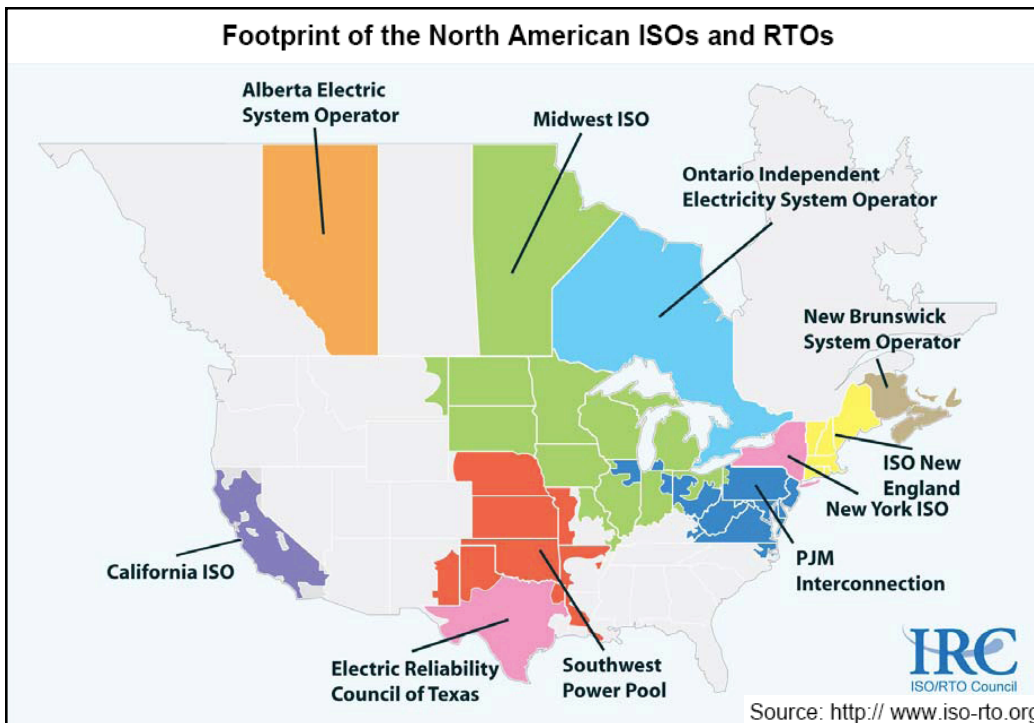 Footprint of the North American ISOs and RTOs
Alberta Electric
System Operator
Midwest ISO
Ontario Independent
Electricity System Operator
New Brunswick
System Operator
ISO New
England
New York ISO
PJM
Interconnection
California ISO
Electric Reliability
Council of Texas
Southwest
Power Pool
IRC
ISO/RTO Council
Source: http:// www.iso-rto.org